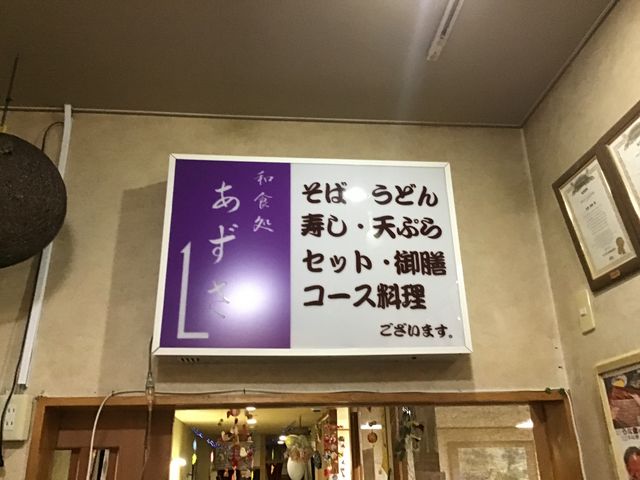 和食処
あずさ
そば・うどん
寿し・天ぷら
セット・御膳
コース料理
ございます。